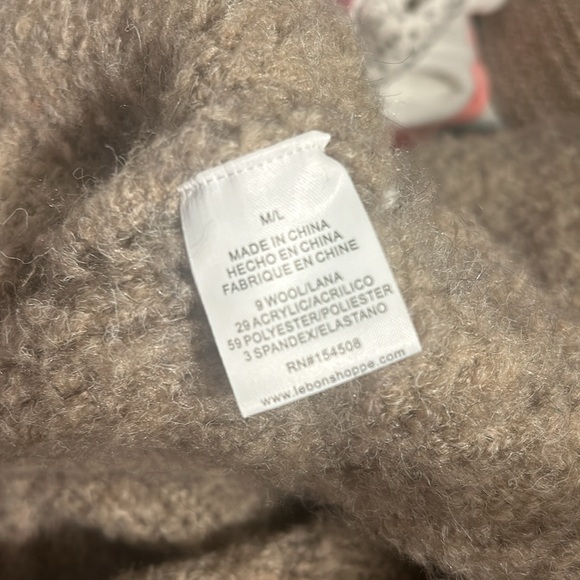 M/L
MADE IN CHINA
HECHO EN CHINA
FABRIQUE EN CHINE
9 WOOL/LANA
29 ACRYLIC/ACRILICO
59 POLYESTER/POLIESTER
3 SPANDEX/ELASTANO
RN#154508
www.lebonshoppe.com